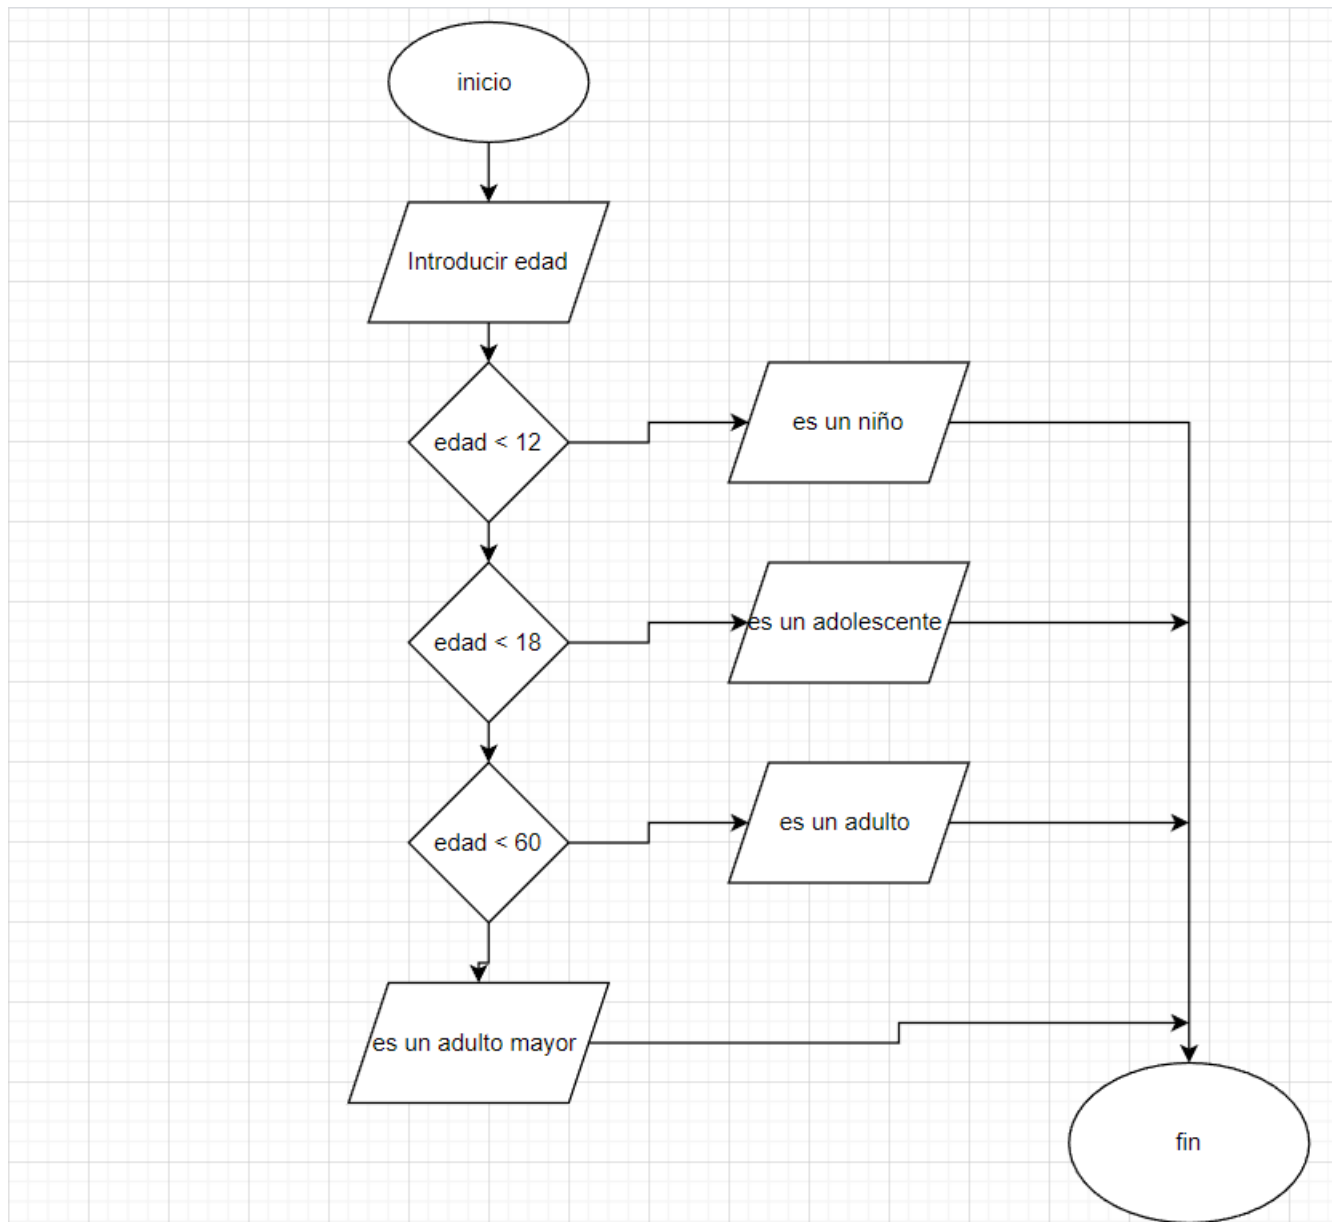 inicio
Introducir edad
edad < 12
es un niño
edad < 18
es un adolescente
edad < 60
es un adulto
es un adulto mayor
fin